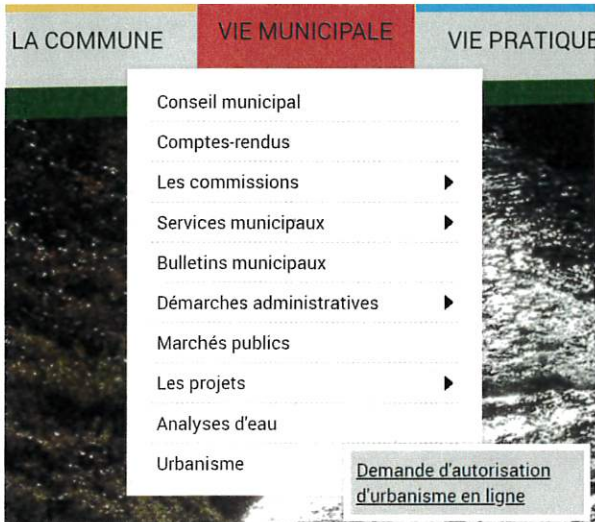 LA COMMUNE VIE MUNICIPALE VIE PRATIQUE
Conseil municipal
Comptes-rendus
Les commissions
Services municipaux
Bulletins municipaux
Démarches administratives
Marchés publics
Les projets
Analyses d'eau
Urbanisme
Demande d'autorisation
d'urbanisme en ligne